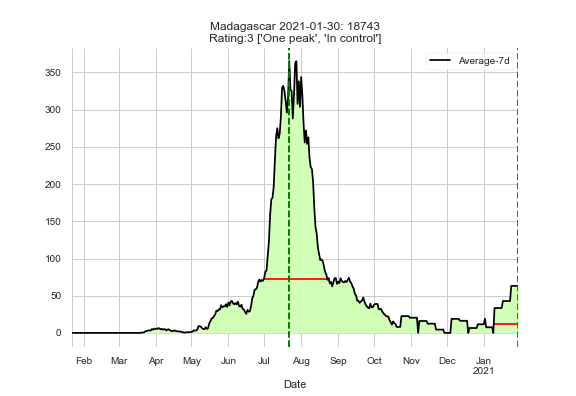 Madagascar 2021-01-30: 18743
Rating:3 ['One peak', 'In control']
Average-7d
350
300
250
200
150
100
50
0
Feb Mar Apr May Jun Jul Aug Sep Oct Nov Dec Jan
2021
Date